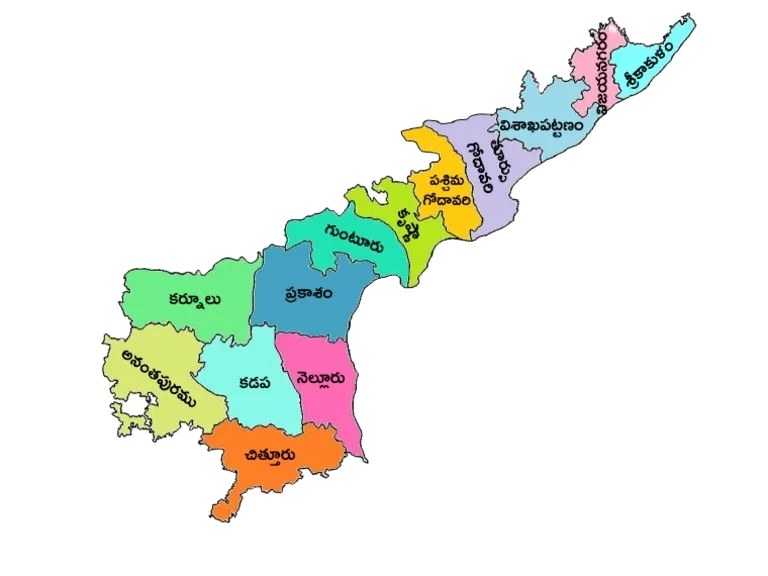 శ్రీకాకుళం
విజయనగరం
విశాఖపట్టణం
తూర్పు
గోదావరి
పశ్చిమ
గోదావరి
కృష్ణా
గుంటూరు
ప్రకాశం
కర్నూలు
అనంతపురము
కడప
నెల్లూరు
చిత్తూరు